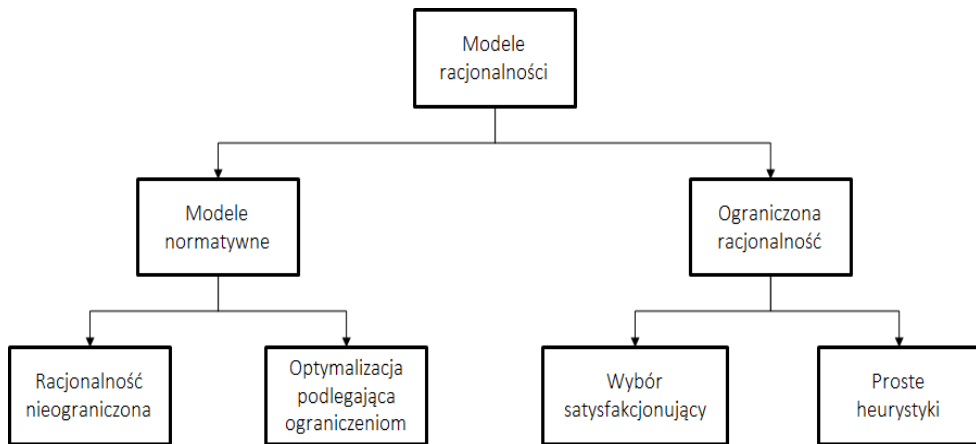 Modele
racjonalności
Modele
normatywne
Ograniczona
racjonalność
Racjonalność
nieograniczona
Optymalizacja
podlegająca
ograniczeniom
Wybór
satysfakcjonujący
Proste
heurystyki